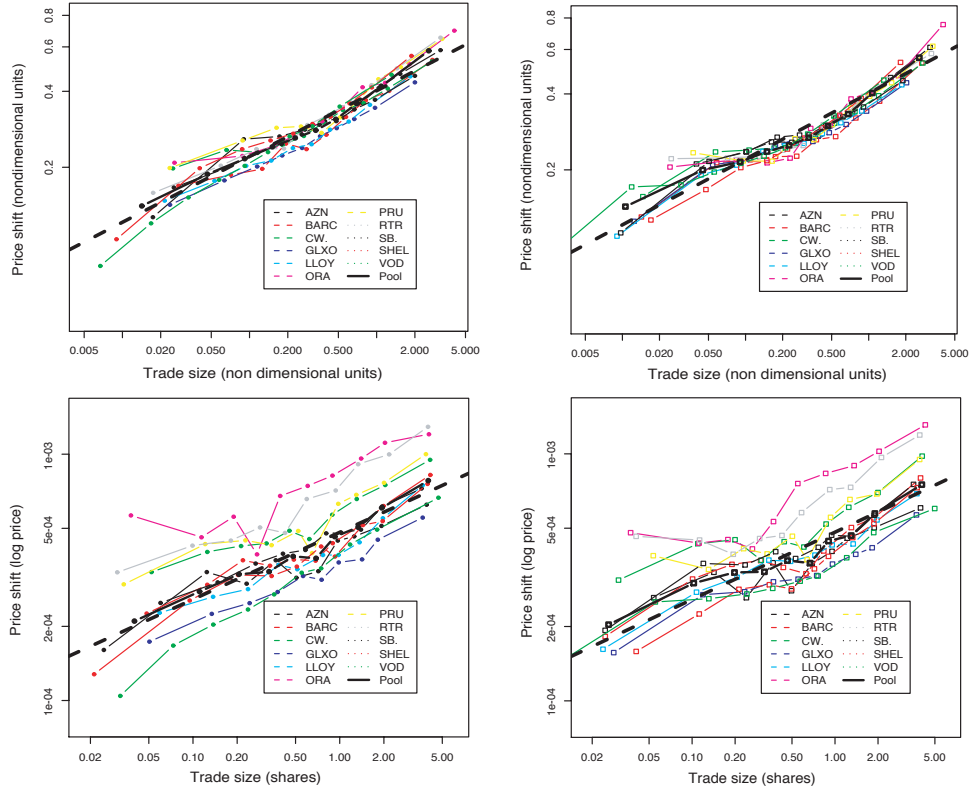 Price shift (nondimensional units)
0.8
0.6
0.4
0.2
AZN PRU
BARC RTR
CW. SB.
GLXO SHEL
LLOY VOD
ORA Pool
0.005 0.020 0.050 0.200 0.500 2.000 5.000
Trade size (non dimensional units)
Price shift (nondimensional units)
0.8
0.6
0.4
0.2
AZN PRU
BARC RTR
CW. SB.
GLXO SHEL
LLOY VOD
ORA Pool
0.005 0.020 0.050 0.200 0.500 2.000 5.000
Trade size (non dimensional units)
Price shift (log price)
1e−03
5e−04
2e−04
1e−04
AZN PRU
BARC RTR
CW. SB.
GLXO SHEL
LLOY VOD
ORA Pool
0.02 0.05 0.10 0.20 0.50 1.00 2.00 5.00
Trade size (shares)
Price shift (log price)
1e−03
5e−04
2e−04
1e−04
AZN PRU
BARC RTR
CW. SB.
GLXO SHEL
LLOY VOD
ORA Pool
0.02 0.05 0.10 0.20 0.50 1.00 2.00 5.00
Trade size (shares)